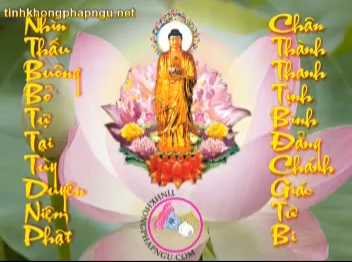 tinhkhongphapngu.net
Nhìn
Thấu
Buông
Bỏ
Tự
Tại
Tùy
Duyên
Niệm
Phật
Chân
Thành
Thanh
Tịnh
Bình
Đẳng
Chánh
Giác
Từ
Bi
TINHKHONGPHAPNGU.COM